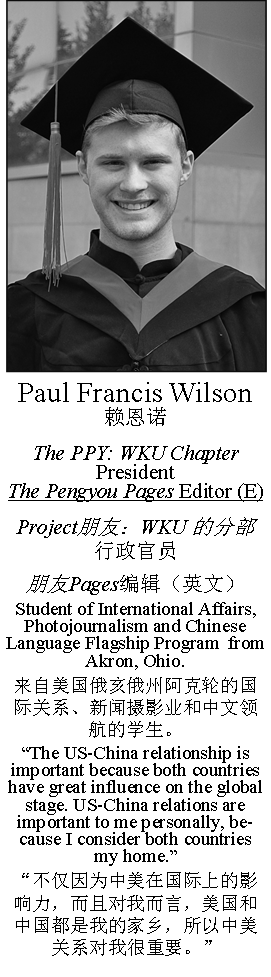 Paul Francis Wilson
赖恩诺
The PPY: WKU Chapter
President
The Pengyou Pages Editor (E)
Project朋友：WKU 的分部
行政官员
朋友Pages编辑（英文）
Student of International Affairs,
Photojournalism and Chinese
Language Flagship Program from
Akron, Ohio.
来自美国俄亥俄州阿克轮的国
际关系、新闻摄影业和中文领
航的学生。
“The US-China relationship is
important because both countries
have great influence on the global
stage. US-China relations are
important to me personally, be-
cause I consider both countries
my home.”
“不仅因为中美在国际上的影
响力，而且对我而言，美国和
中国都是我的家乡，所以中美
关系对我很重要。”